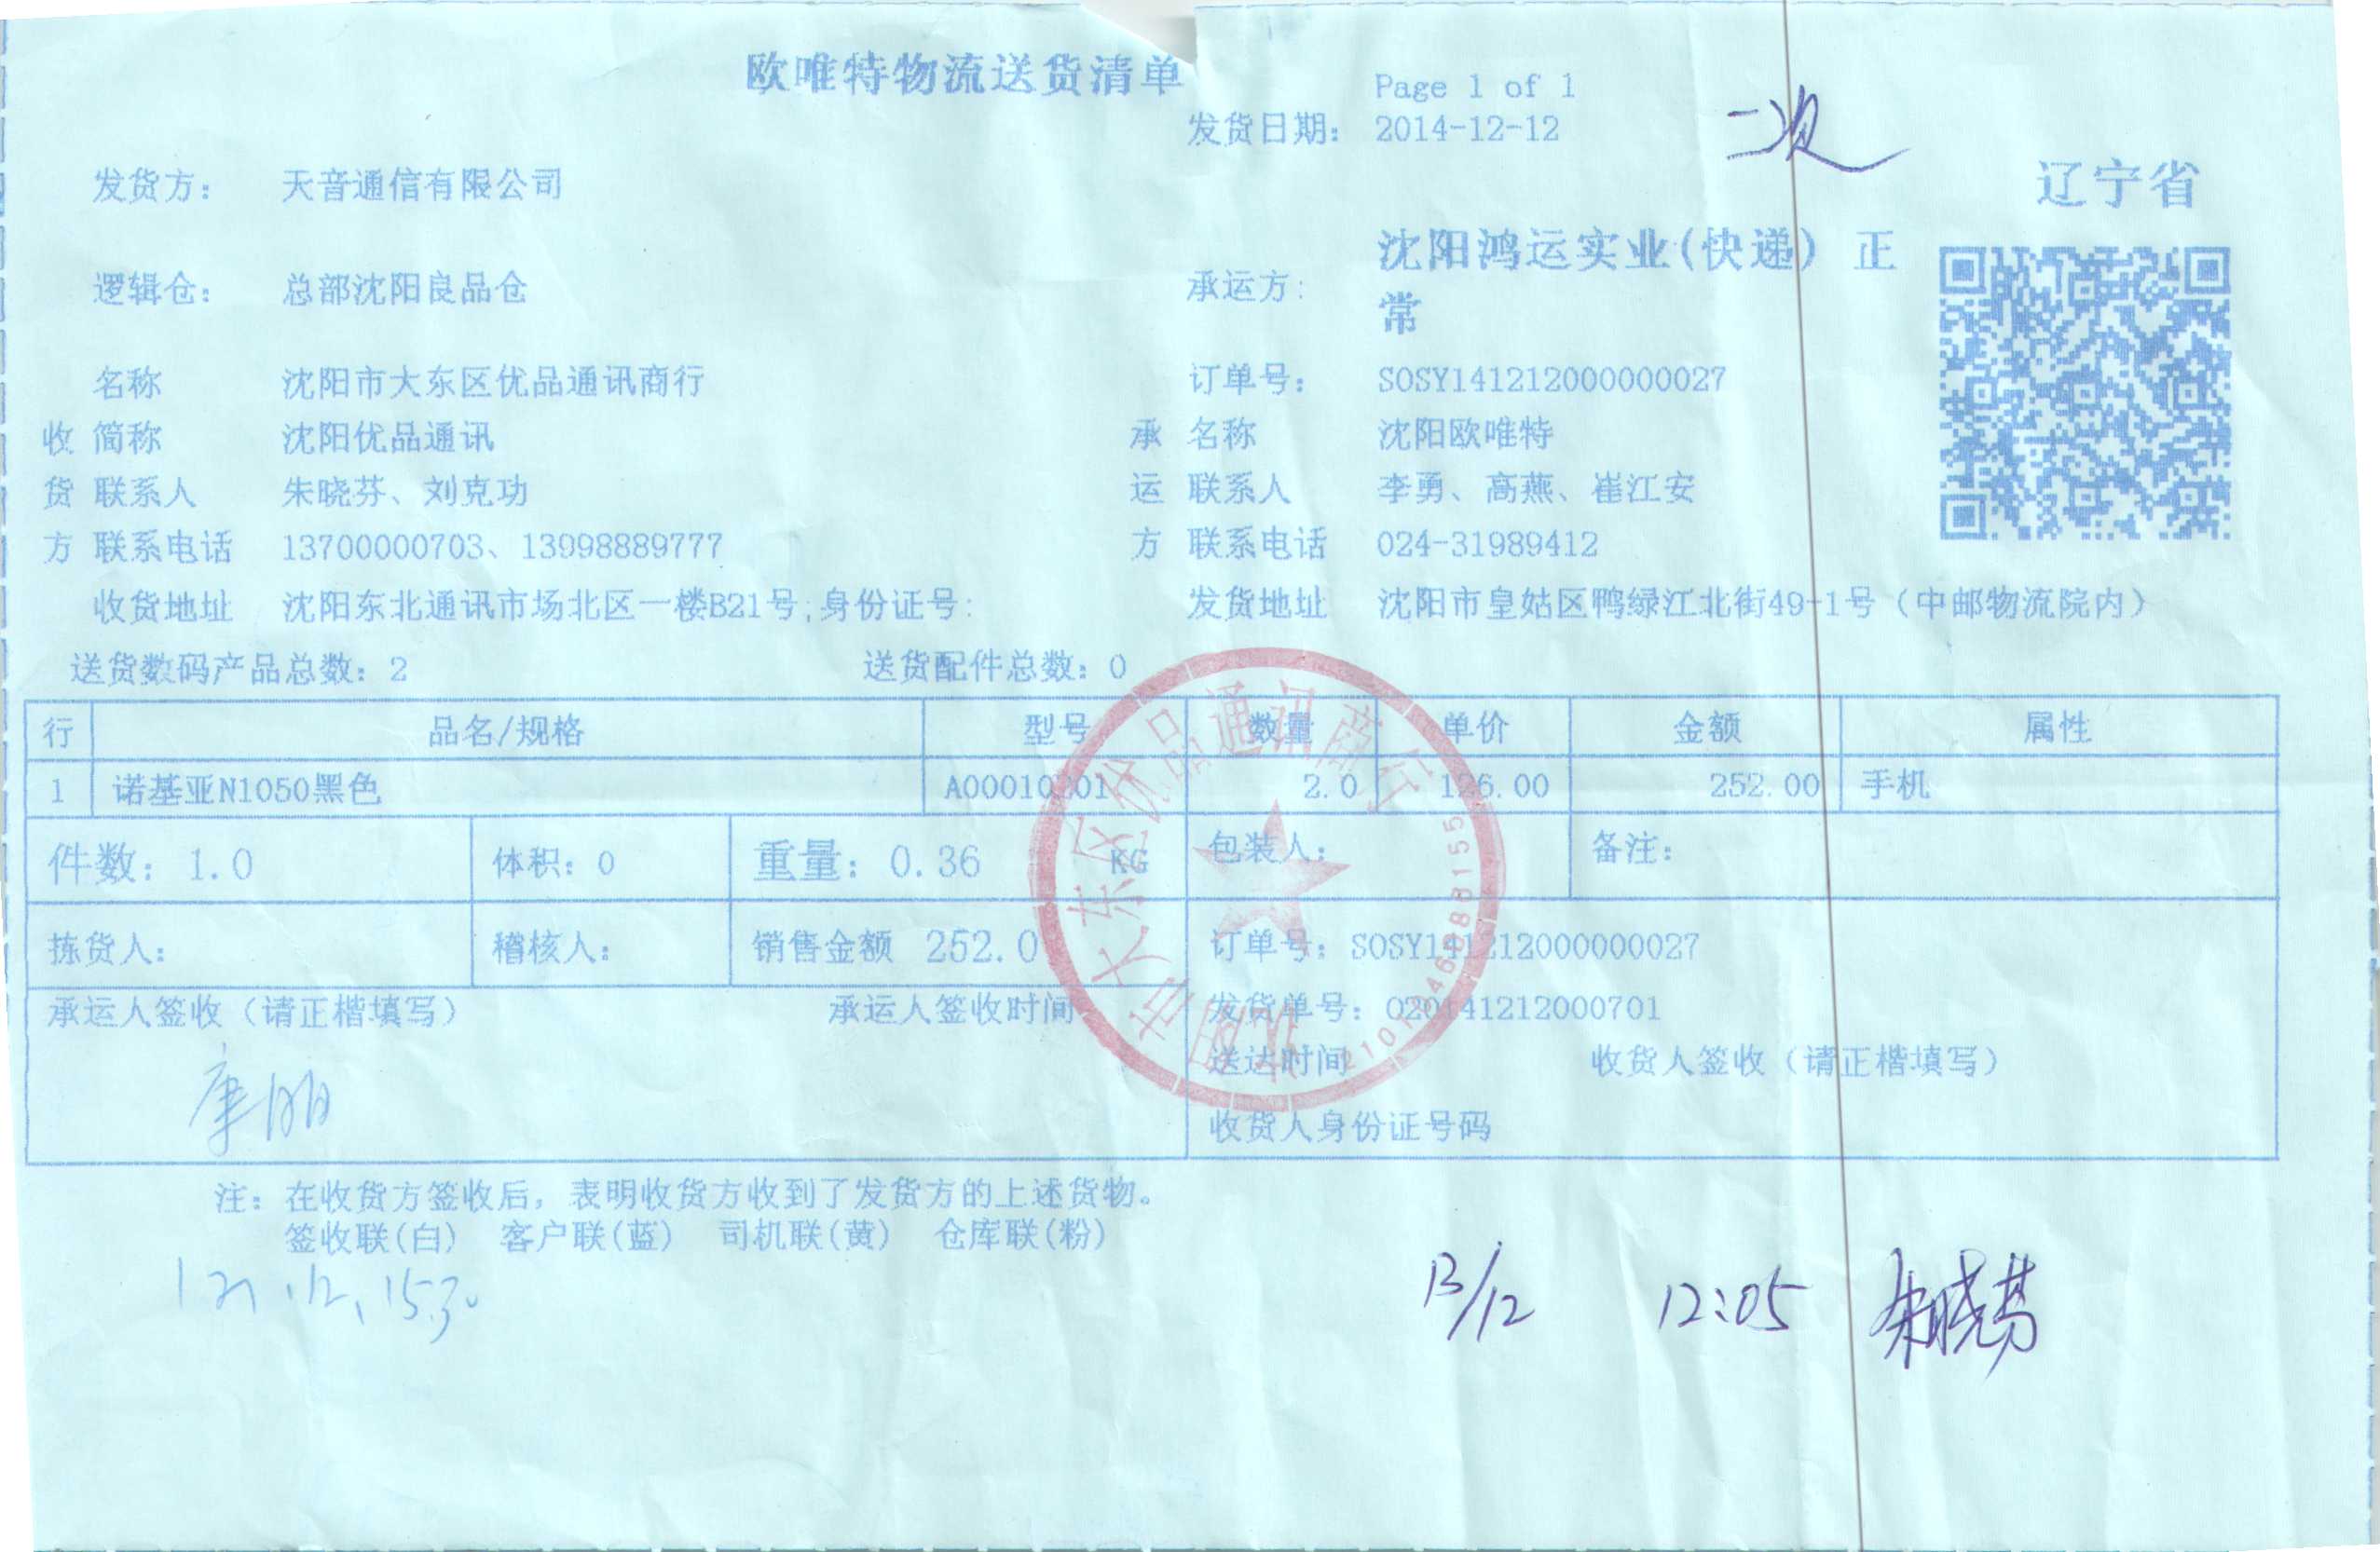 欧唯特物流送货清单
Page 1 of 1
发货日期： 2014-12-12
二次
辽宁省
发货方： 天音通信有限公司
逻辑仓： 总部沈阳良品仓
承运方： 沈阳鸿运实业(快递) 正
常
名称 沈阳市大东区优品通讯商行
订单号： SOSY141212000000027
收 简称 沈阳优品通讯
承 名称 沈阳欧唯特
货 联系人 朱晓芬、刘克功
运 联系人 李勇、高燕、崔江安
方 联系电话 13700000703、13998889777
方 联系电话 024-31989412
收货地址 沈阳东北通讯市场北区一楼B21号;身份证号:
发货地址 沈阳市皇姑区鸭绿江北街49-1号（中邮物流院内）
送货数码产品总数：2 送货配件总数：0
行 品名/规格 型号 数量 单价 金额 属性
1 诺基亚N1050黑色 A00010301 2.0 126.00 252.00 手机
件数：1.0 体积：0 重量：0.36 KG 包装人： 备注：
拣货人： 稽核人： 销售金额 252.0 订单号：SOSY141212000000027
承运人签收（请正楷填写） 承运人签收时间 发货单号：020141212000701
送达时间 收货人签收（请正楷填写）
收货人身份证号码
注：在收货方签收后，表明收货方收到了发货方的上述货物。
签收联(白) 客户联(蓝) 司机联(黄) 仓库联(粉)
13/12 12:05 朱晓芬